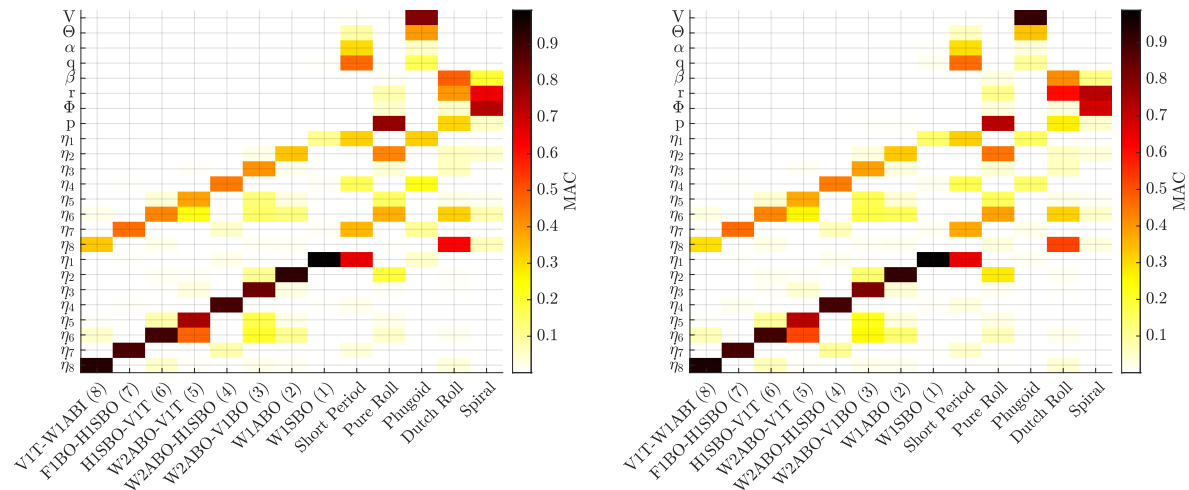 V
Θ
α
q
β
r
Φ
p
η1
η2
η3
η4
η5
η6
η7
η8
η1
η2
η3
η4
η5
η6
η7
η8
V1T-W1ABI (8)
F1BO-H1SBO (7)
H1SBO-V1T (6)
W2ABO-V1T (5)
W2ABO-H1SBO (4)
W2ABO-V1BO (3)
W1ABO (2)
W1SBO (1)
Short Period
Pure Roll
Phugoid
Dutch Roll
Spiral
0.9
0.8
0.7
0.6
0.5
0.4
0.3
0.2
0.1
MAC
V
Θ
α
q
β
r
Φ
p
η1
η2
η3
η4
η5
η6
η7
η8
η1
η2
η3
η4
η5
η6
η7
η8
V1T-W1ABI (8)
F1BO-H1SBO (7)
H1SBO-V1T (6)
W2ABO-V1T (5)
W2ABO-H1SBO (4)
W2ABO-V1BO (3)
W1ABO (2)
W1SBO (1)
Short Period
Pure Roll
Phugoid
Dutch Roll
Spiral
0.9
0.8
0.7
0.6
0.5
0.4
0.3
0.2
0.1
MAC